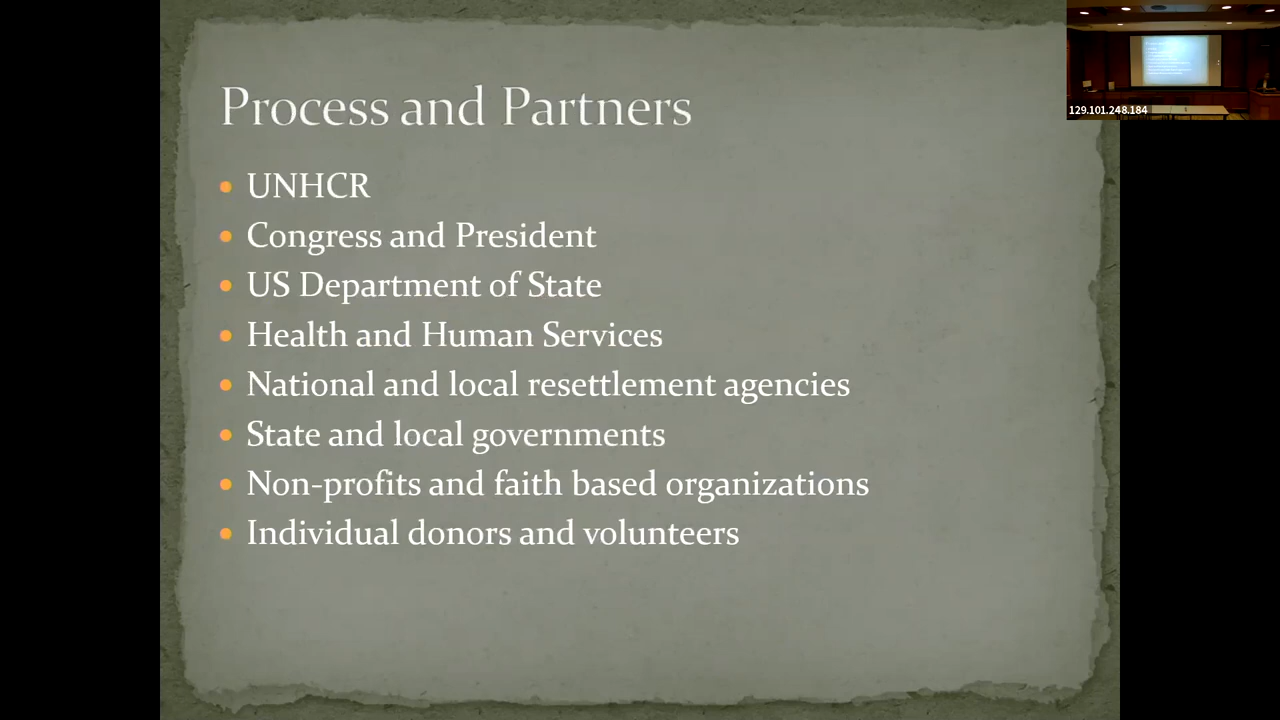 Process and Partners
UNHCR
Congress and President
US Department of State
Health and Human Services
National and local resettlement agencies
State and local governments
Non-profits and faith based organizations
Individual donors and volunteers
129.101.248.184